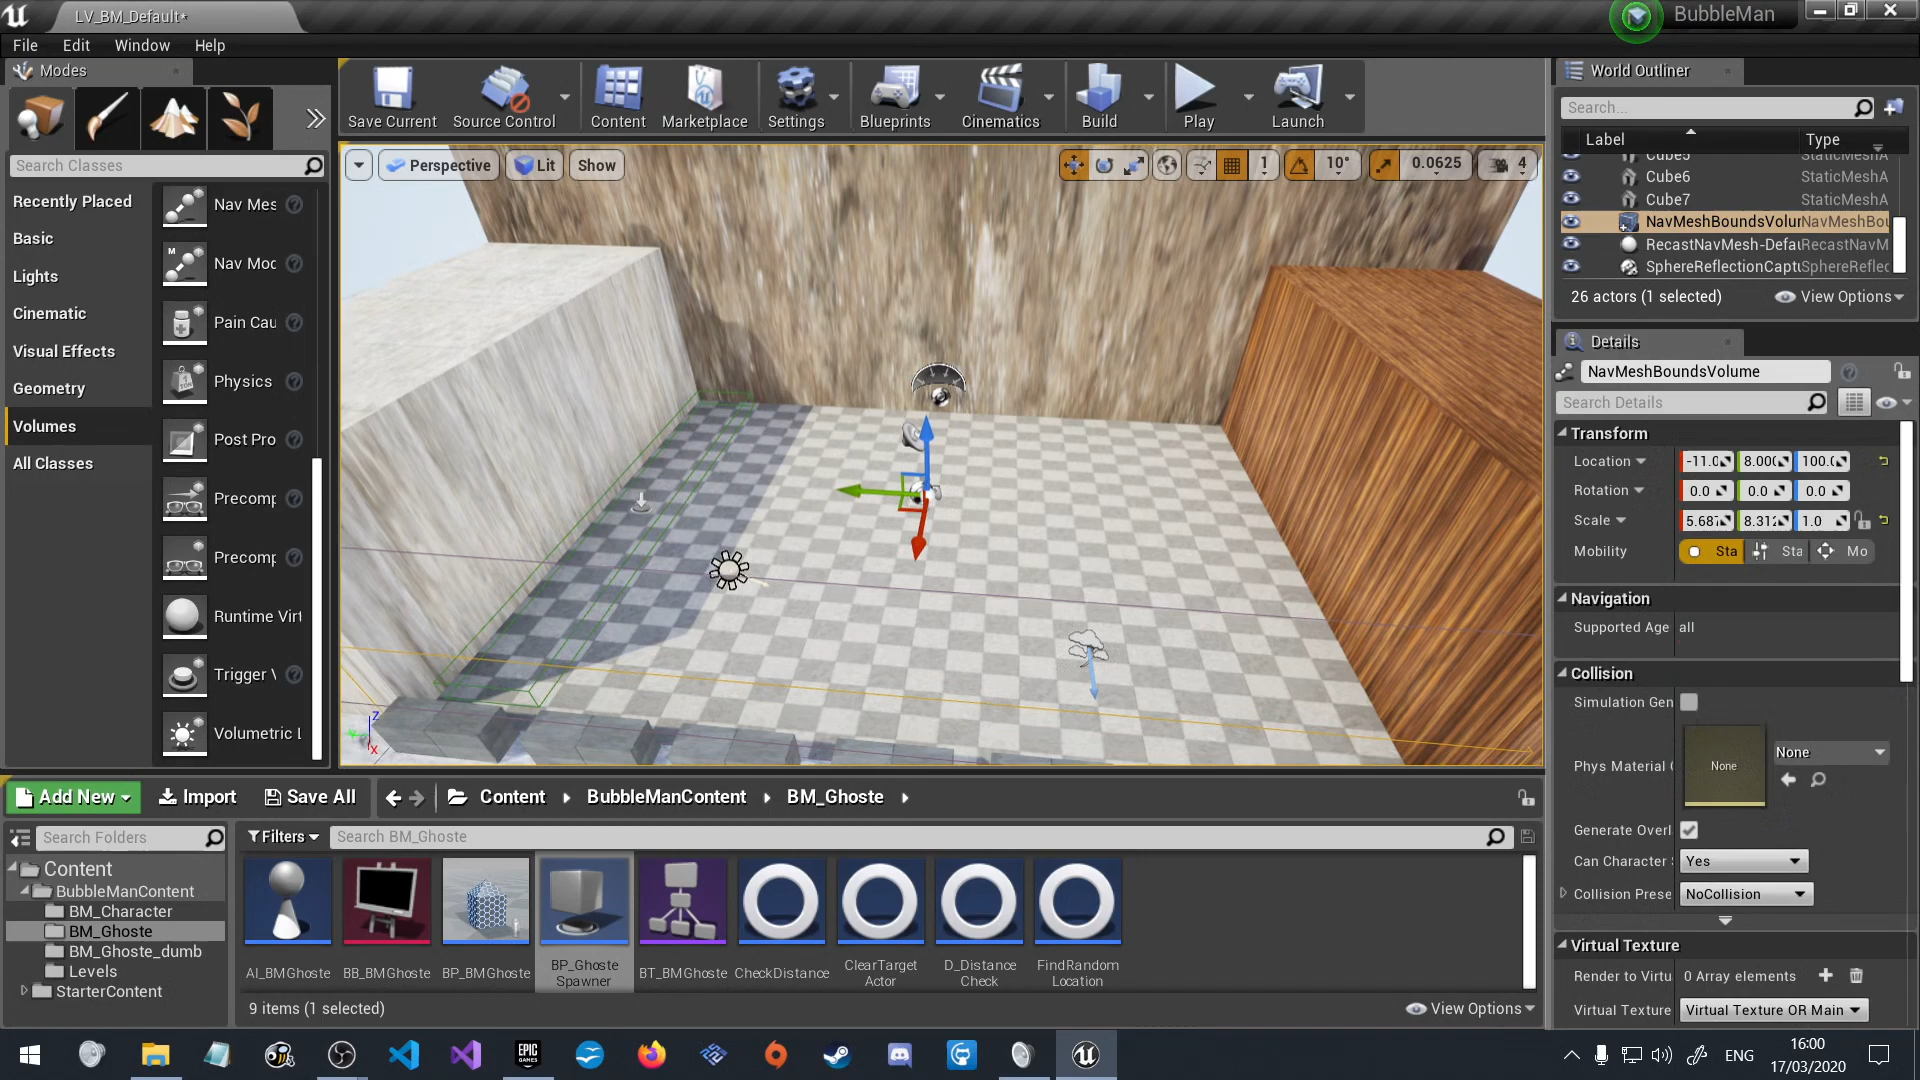 LV_BM_Default*
BubbleMan
File Edit Window Help
Modes
Save Current
Source Control
Content
Marketplace
Settings
Blueprints
Cinematics
Build
Play
Launch
World Outliner
Search...
Label
Type
Cube5 StaticMeshA
Cube6 StaticMeshA
Cube7 StaticMeshA
NavMeshBoundsVolur NavMeshBou
RecastNavMesh-Defau RecastNavM
SphereReflectionCaptu SphereReflec
26 actors (1 selected)
View Options
Search Classes
Recently Placed
Basic
Lights
Cinematic
Visual Effects
Geometry
Volumes
All Classes
Nav Mes
Nav Moc
Pain Cau
Physics
Post Pro
Precomp
Precomp
Runtime Virt
Trigger V
Volumetric L
Perspective
Lit
Show
1
10°
0.0625
4
Z
X
Details
NavMeshBoundsVolume
Search Details
Transform
Location -11.0 8.000 100.0
Rotation 0.0 0.0 0.0
Scale 5.687 8.312 1.0
Mobility Sta Sta Mo
Navigation
Supported Age all
Collision
Simulation Gen
Phys Material None None
Generate Overl
Can Character Yes
Collision Prese NoCollision
Virtual Texture
Render to Virtu 0 Array elements
Virtual Texture Virtual Texture OR Main
Add New Import Save All Content BubbleManContent BM_Ghoste
Search Folders
Filters
Search BM_Ghoste
Content
BubbleManContent
BM_Character
BM_Ghoste
BM_Ghoste_dumb
Levels
StarterContent
AI_BMGhoste
BB_BMGhoste
BP_BMGhoste
BP_Ghoste
Spawner
BT_BMGhoste
CheckDistance
ClearTarget
Actor
D_Distance
Check
FindRandom
Location
9 items (1 selected)
View Options
EPIC
GAMES
ENG
16:00
17/03/2020